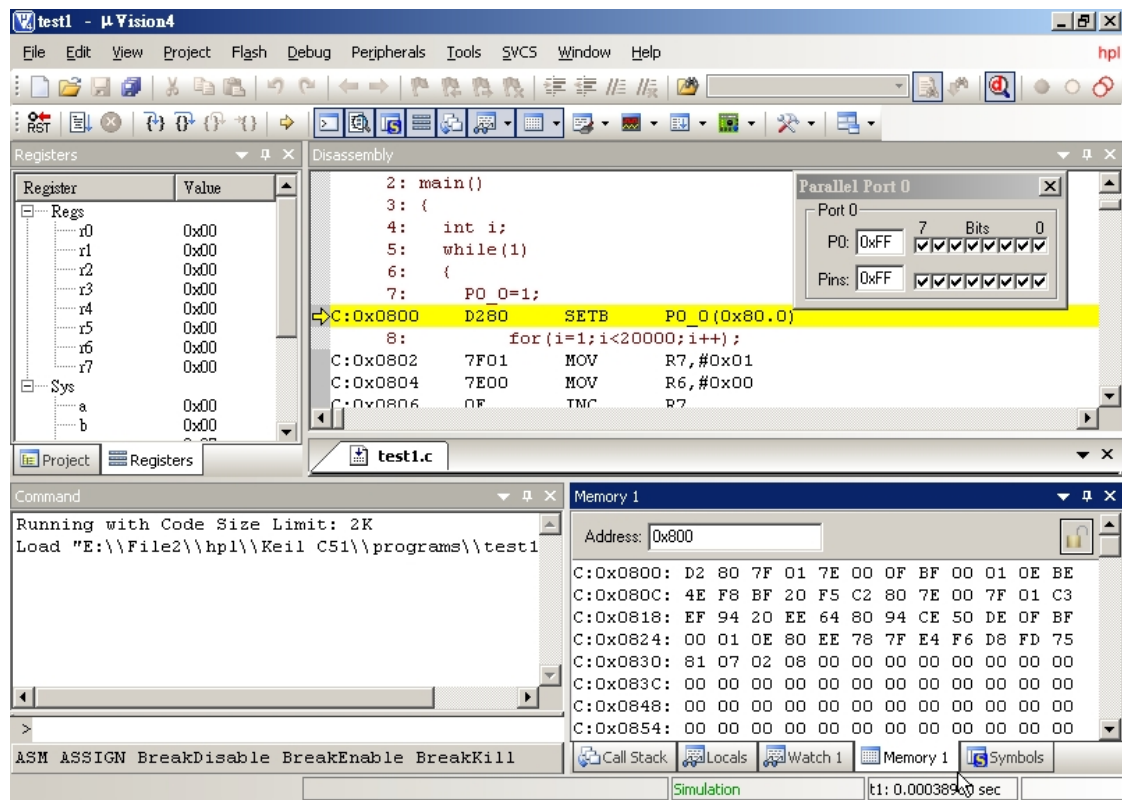 test1 - µVision4
File Edit View Project Flash Debug Peripherals Tools SVCS Window Help
hpl
RST
Registers
Register Value
Regs
r0 0x00
r1 0x00
r2 0x00
r3 0x00
r4 0x00
r5 0x00
r6 0x00
r7 0x00
Sys
a 0x00
b 0x00
Project Registers
Disassembly
2: main()
3: {
4: int i;
5: while(1)
6: {
7: P0_0=1;
C:0x0800 D280 SETB P0_0(0x80.0)
8: for(i=1;i<20000;i++);
C:0x0802 7F01 MOV R7,#0x01
C:0x0804 7E00 MOV R6,#0x00
C:0x0806 0F INC R7
Parallel Port 0
Port 0
7 Bits 0
P0: 0xFF
Pins: 0xFF
test1.c
Command
Running with Code Size Limit: 2K
Load "E:\\File2\\hpl\\Keil C51\\programs\\test1
>
ASM ASSIGN BreakDisable BreakEnable BreakKill
Memory 1
Address: 0x800
C:0x0800: D2 80 7F 01 7E 00 0F BF 00 01 0E BE
C:0x080C: 4E F8 BF 20 F5 C2 80 7E 00 7F 01 C3
C:0x0818: EF 94 20 EE 64 80 94 CE 50 DE 0F BF
C:0x0824: 00 01 0E 80 EE 78 7F E4 F6 D8 FD 75
C:0x0830: 81 07 02 08 00 00 00 00 00 00 00 00
C:0x083C: 00 00 00 00 00 00 00 00 00 00 00 00
C:0x0848: 00 00 00 00 00 00 00 00 00 00 00 00
C:0x0854: 00 00 00 00 00 00 00 00 00 00 00 00
Call Stack Locals Watch 1 Memory 1 Symbols
Simulation t1: sec